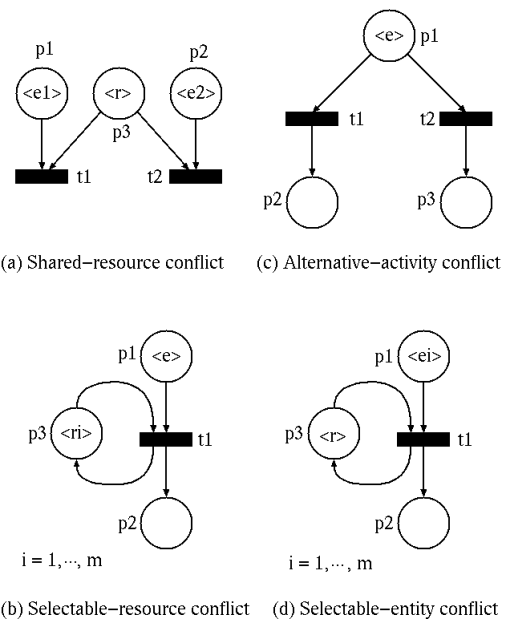 p1
p2
<e1>
<r>
<e2>
p3
t1
t2
(a) Shared−resource conflict
<e>
p1
t1
t2
p2
p3
(c) Alternative−activity conflict
p1
<e>
p3
<ri>
t1
p2
i = 1,···, m
(b) Selectable−resource conflict
p1
<ei>
p3
<r>
t1
p2
i = 1,···, m
(d) Selectable−entity conflict